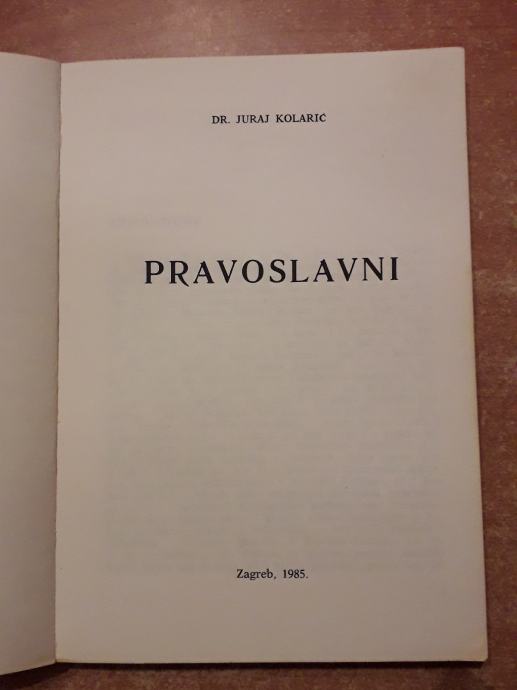 DR. JURAJ KOLARIĆ
PRAVOSLAVNI
Zagreb, 1985.